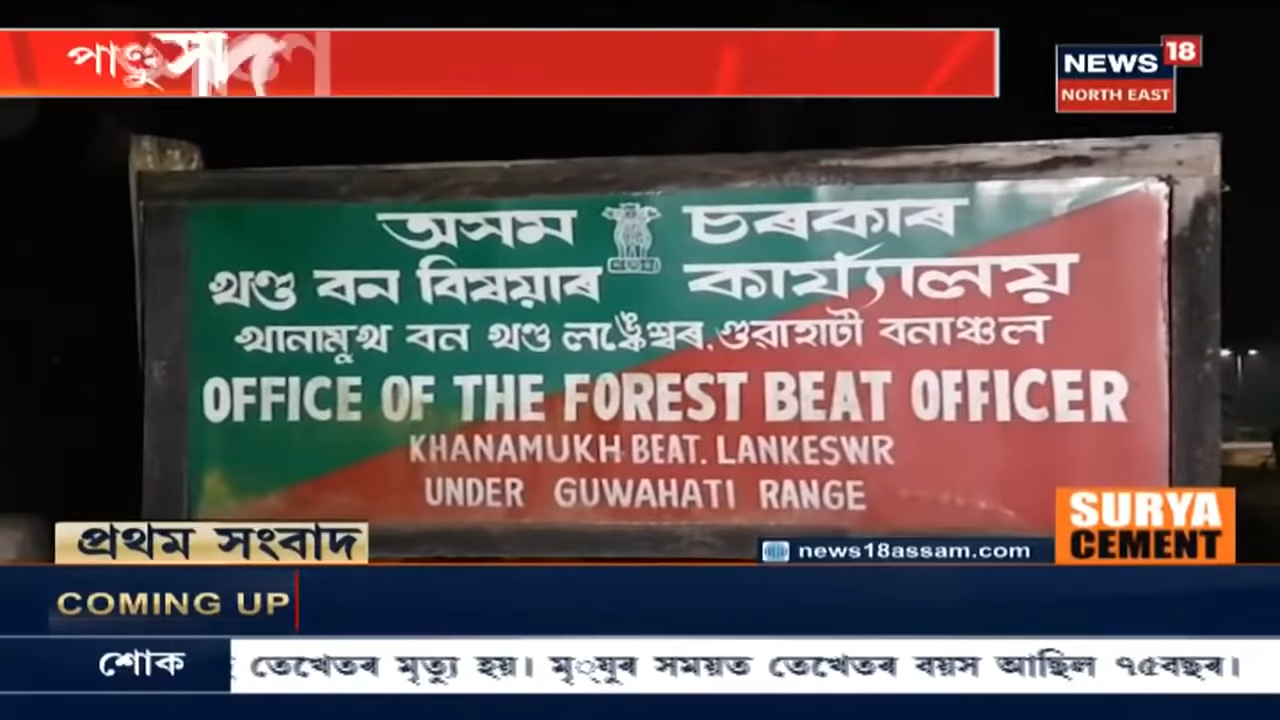 পাণ্ডু
NEWS 18
NORTH EAST
অসম চৰকাৰ
খণ্ড বন বিষয়াৰ কাৰ্য্যালয়
খানামুখ বন খণ্ড লঙ্কেশ্বৰ.গুৱাহাটী বনাঞ্চল
OFFICE OF THE FOREST BEAT OFFICER
KHANAMUKH BEAT. LANKESWR
UNDER GUWAHATI RANGE
SURYA
CEMENT
প্ৰথম সংবাদ
news18assam.com
COMING UP
শোক তেখেতৰ মৃত্যু হয়। সময়ত তেখেতৰ বয়স আছিল ৭৫বছৰ।